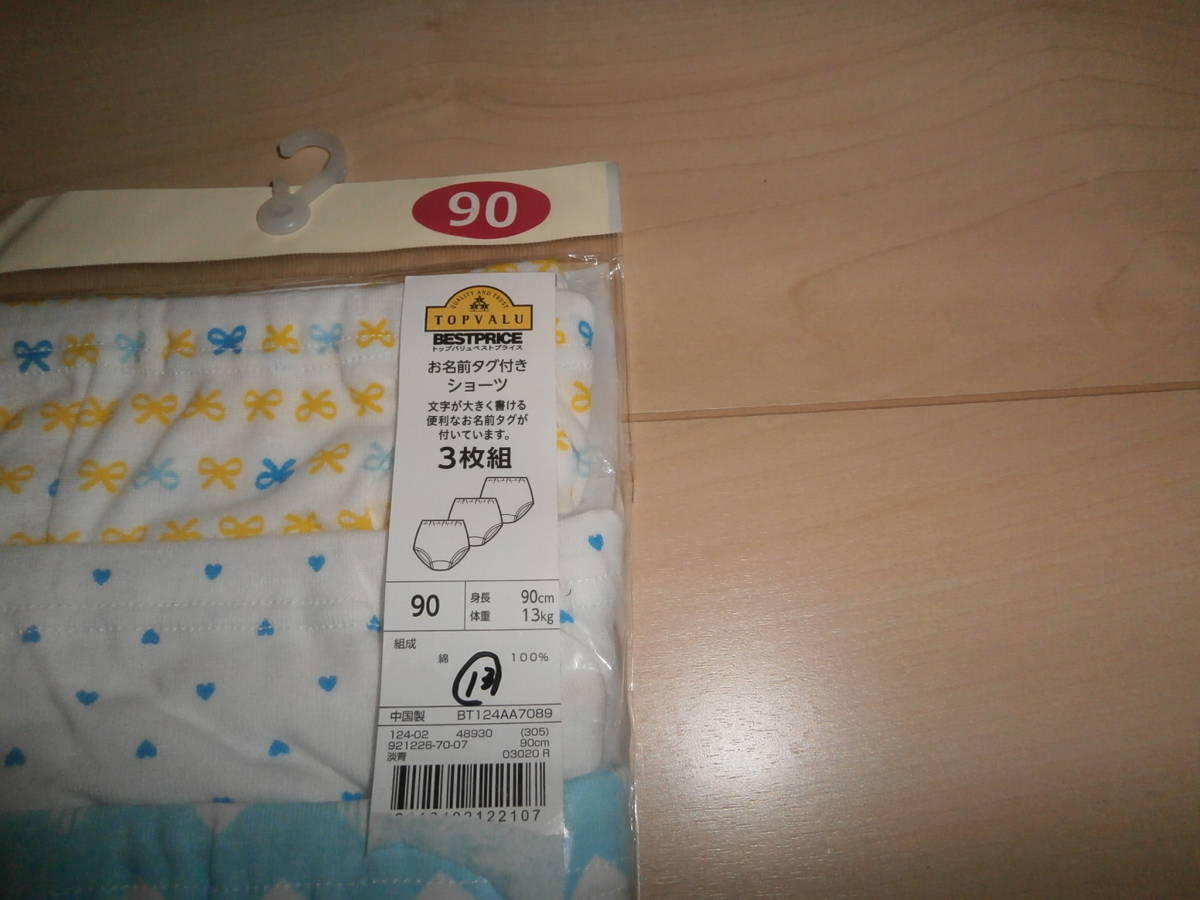 90
QUALITY AND TRUST
TOPVALU
BESTPRICE
トップバリュベストプライス
お名前タグ付き
ショーツ
文字が大きく書ける
便利なお名前タグが
付いています。
3枚組
90 身長 90cm
体重 13kg
組成
綿 100%
13
中国製 BT124AA7089
124-02 48930 (305)
921226-70-07 90cm
淡青 03020 R
22107